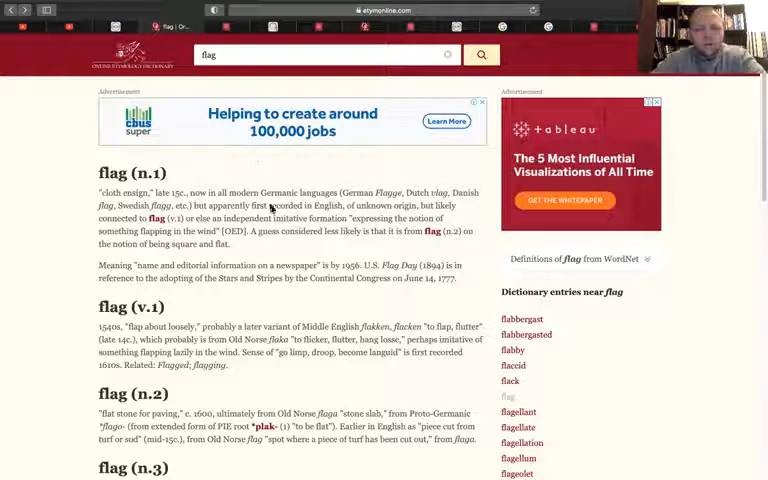 etymonline.com
flag | Or...
ONLINE ETYMOLOGY DICTIONARY
flag
Advertisement
cbus
super
Helping to create around
100,000 jobs
Learn More
flag (n.1)
"cloth ensign," late 15c., now in all modern Germanic languages (German Flagge, Dutch vlag, Danish
flag, Swedish flagg, etc.) but apparently first recorded in English, of unknown origin, but likely
connected to flag (v.1) or else an independent imitative formation "expressing the notion of
something flapping in the wind" [OED]. A guess considered less likely is that it is from flag (n.2) on
the notion of being square and flat.
Meaning "name and editorial information on a newspaper" is by 1956. U.S. Flag Day (1894) is in
reference to the adopting of the Stars and Stripes by the Continental Congress on June 14, 1777.
flag (v.1)
1540s, "flap about loosely," probably a later variant of Middle English flakken, flacken "to flap, flutter"
(late 14c.), which probably is from Old Norse flaka "to flicker, flutter, hang losse," perhaps imitative of
something flapping lazily in the wind. Sense of "go limp, droop, become languid" is first recorded
1610s. Related: Flagged; flagging.
flag (n.2)
"flat stone for paving," c. 1600, ultimately from Old Norse flaga "stone slab," from Proto-Germanic
*flago- (from extended form of PIE root *plak- (1) "to be flat"). Earlier in English as "piece cut from
turf or sod" (mid-15c.), from Old Norse flag "spot where a piece of turf has been cut out," from flaga.
flag (n.3)
Advertisement
+ a b l e a u
The 5 Most Influential
Visualizations of All Time
GET THE WHITEPAPER
Definitions of flag from WordNet
Dictionary entries near flag
flabbergast
flabbergasted
flabby
flaccid
flack
flag
flagellant
flagellate
flagellation
flagellum
flageolet